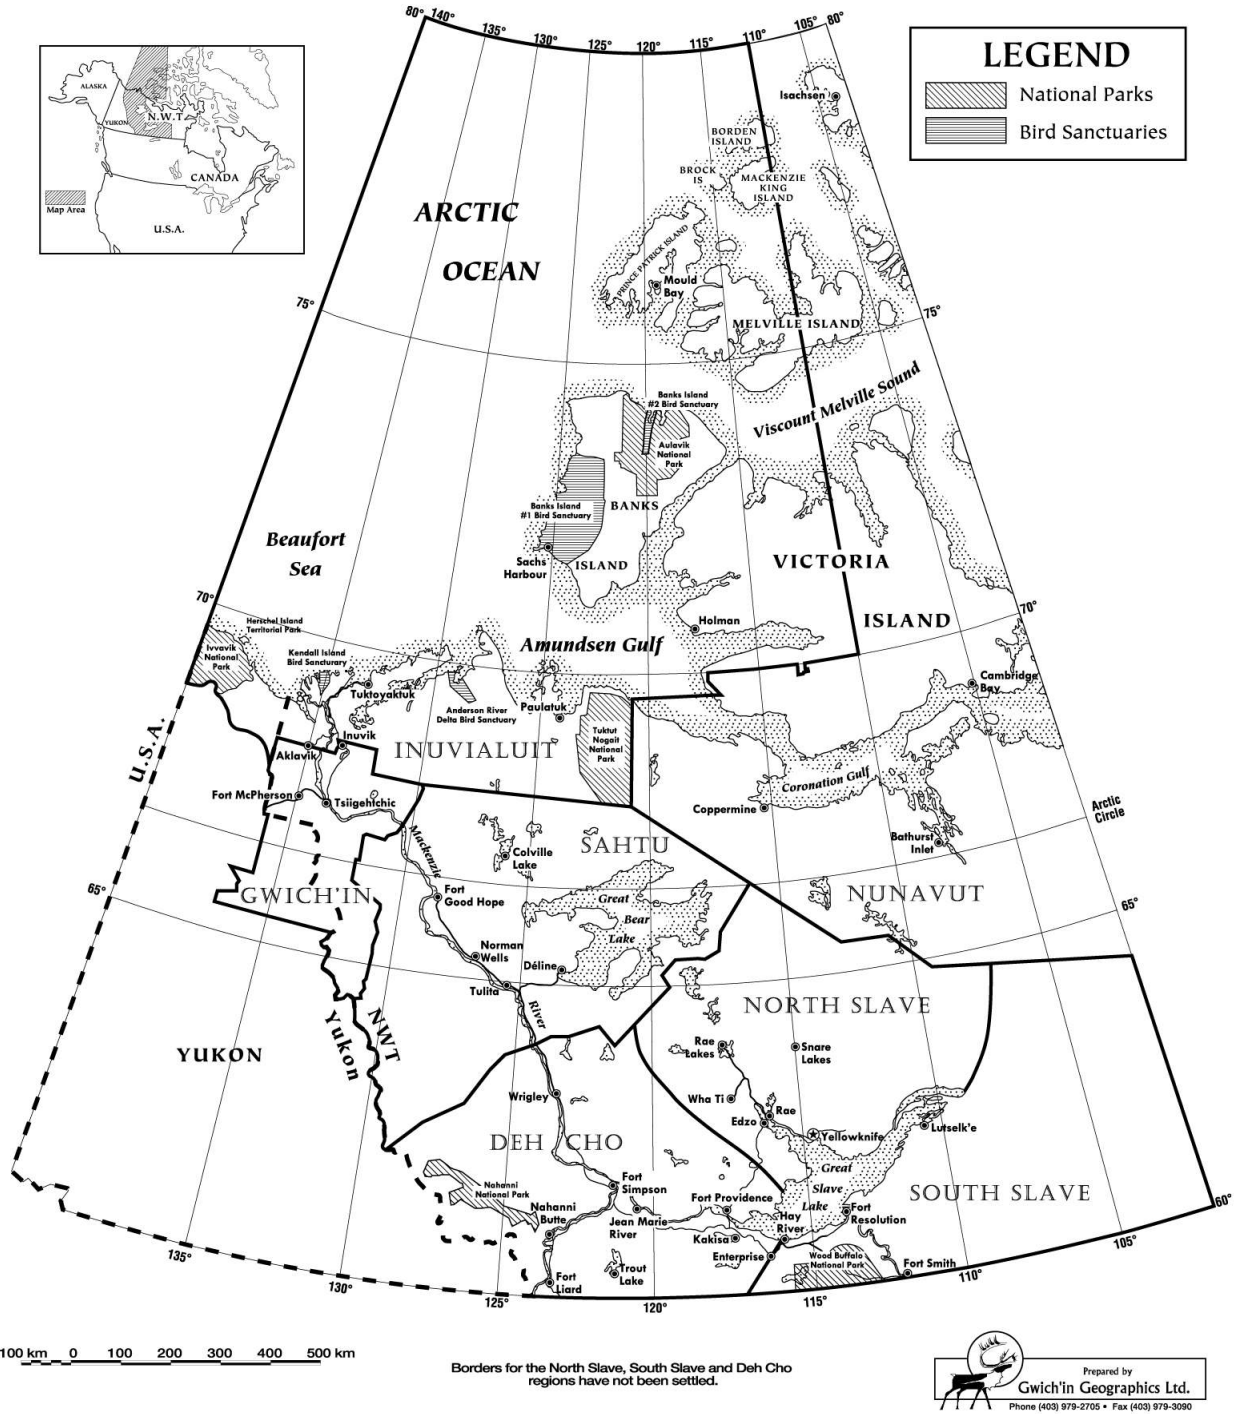 80° 140°
135°
130°
125°
120°
115°
110°
105° 80°
LEGEND
National Parks
Bird Sanctuaries
ALASKA
YUKON
N.W.T.
CANADA
Map Area
U.S.A.
Isachsen
BORDEN
ISLAND
BROCK
IS
MACKENZIE
KING
ISLAND
ARCTIC
OCEAN
PRINCE PATRICK ISLAND
Mould
Bay
75°
MELVILLE ISLAND
75°
Viscount Melville Sound
Banks Island
#2 Bird Sanctuary
Aulavik
National
Park
Banks Island
#1 Bird Sanctuary
BANKS
ISLAND
Beaufort
Sea
Sachs
Harbour
VICTORIA
ISLAND
70°
70°
Herschel Island
Territorial Park
Ivvavik
National
Park
Kendall Island
Bird Santcurary
Holman
Amundsen Gulf
Tuktoyaktuk
Anderson River
Delta Bird Sanctuary
Paulatuk
Cambridge
Bay
Tuktut
Nogait
National
Park
U.S.A.
Inuvik
Aklavik
INUVIALUIT
Coronation Gulf
Fort McPherson
Tsiigehtchic
Coppermine
Arctic
Circle
Bathurst
Inlet
Mackenzie
SAHTU
Colville
Lake
65°
GWICH'IN
Fort
Good Hope
Great
Bear
Lake
NUNAVUT
65°
Norman
Wells
Déline
Tulita
River
NORTH SLAVE
YUKON
Yukon
NWT
Rae
Lakes
Snare
Lakes
Wrigley
Wha Ti
Rae
Edzo
Yellowknife
Lutselk'e
DEH CHO
Great
Slave
Lake
SOUTH SLAVE
Nahanni
National Park
Fort
Simpson
Nahanni
Butte
Jean Marie
River
Fort Providence
Hay
River
Fort
Resolution
Kakisa
Enterprise
Wood Buffalo
National Park
Fort Smith
Fort
Liard
Trout
Lake
60°
135°
130°
125°
120°
115°
110°
105°
100 km 0 100 200 300 400 500 km
Borders for the North Slave, South Slave and Deh Cho
regions have not been settled.
Prepared by
Gwich'in Geographics Ltd.
Phone (403) 979-2705 • Fax (403) 979-3090